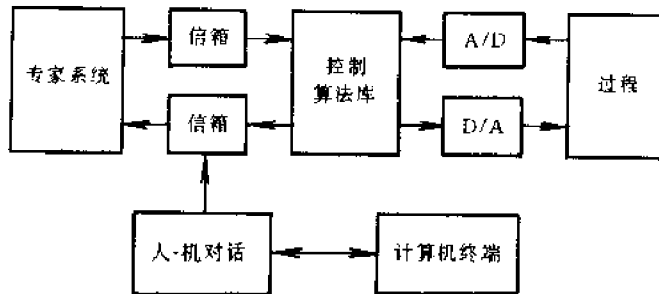 信箱
A/D
专家系统
控制
算法库
过程
信箱
D/A
人-机对话
计算机终端